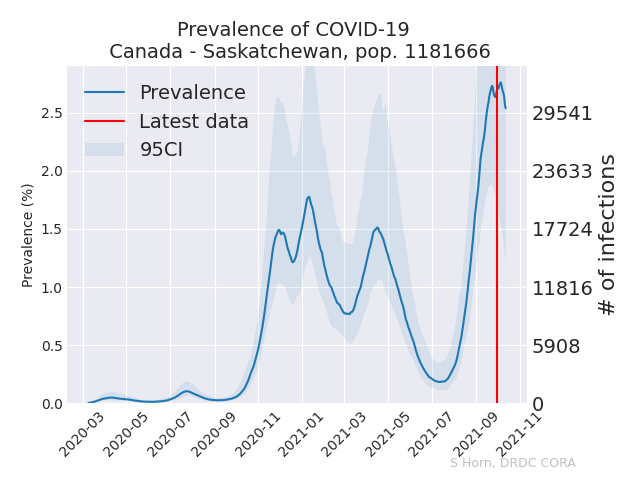 Prevalence of COVID-19
Canada - Saskatchewan, pop. 1181666
Prevalence
Latest data
95CI
Prevalence (%)
2.5
2.0
1.5
1.0
0.5
0.0
29541
23633
17724
11816
5908
0
# of infections
2020-03
2020-05
2020-07
2020-09
2020-11
2021-01
2021-03
2021-05
2021-07
2021-09
2021-11
S Horn, DRDC CORA